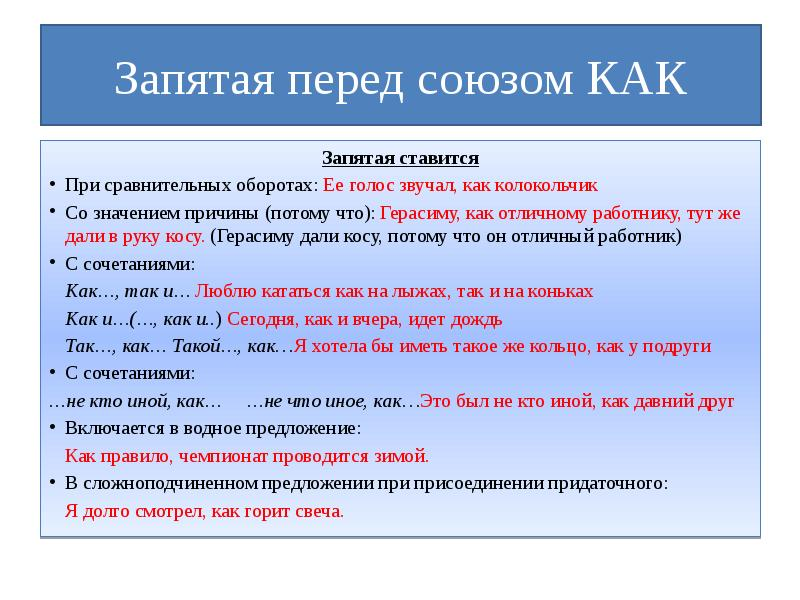 Запятая перед союзом КАК
Запятая ставится
• При сравнительных оборотах: Ее голос звучал, как колокольчик
• Со значением причины (потому что): Герасиму, как отличному работнику, тут же
дали в руку косу. (Герасиму дали косу, потому что он отличный работник)
• С сочетаниями:
Как…, так и… Люблю кататься как на лыжах, так и на коньках
Как и…(…, как и..) Сегодня, как и вчера, идет дождь
Так…, как… Такой…, как…Я хотела бы иметь такое же кольцо, как у подруги
• С сочетаниями:
…не кто иной, как… …не что иное, как…Это был не кто иной, как давний друг
• Включается в водное предложение:
Как правило, чемпионат проводится зимой.
• В сложноподчиненном предложении при присоединении придаточного:
Я долго смотрел, как горит свеча.